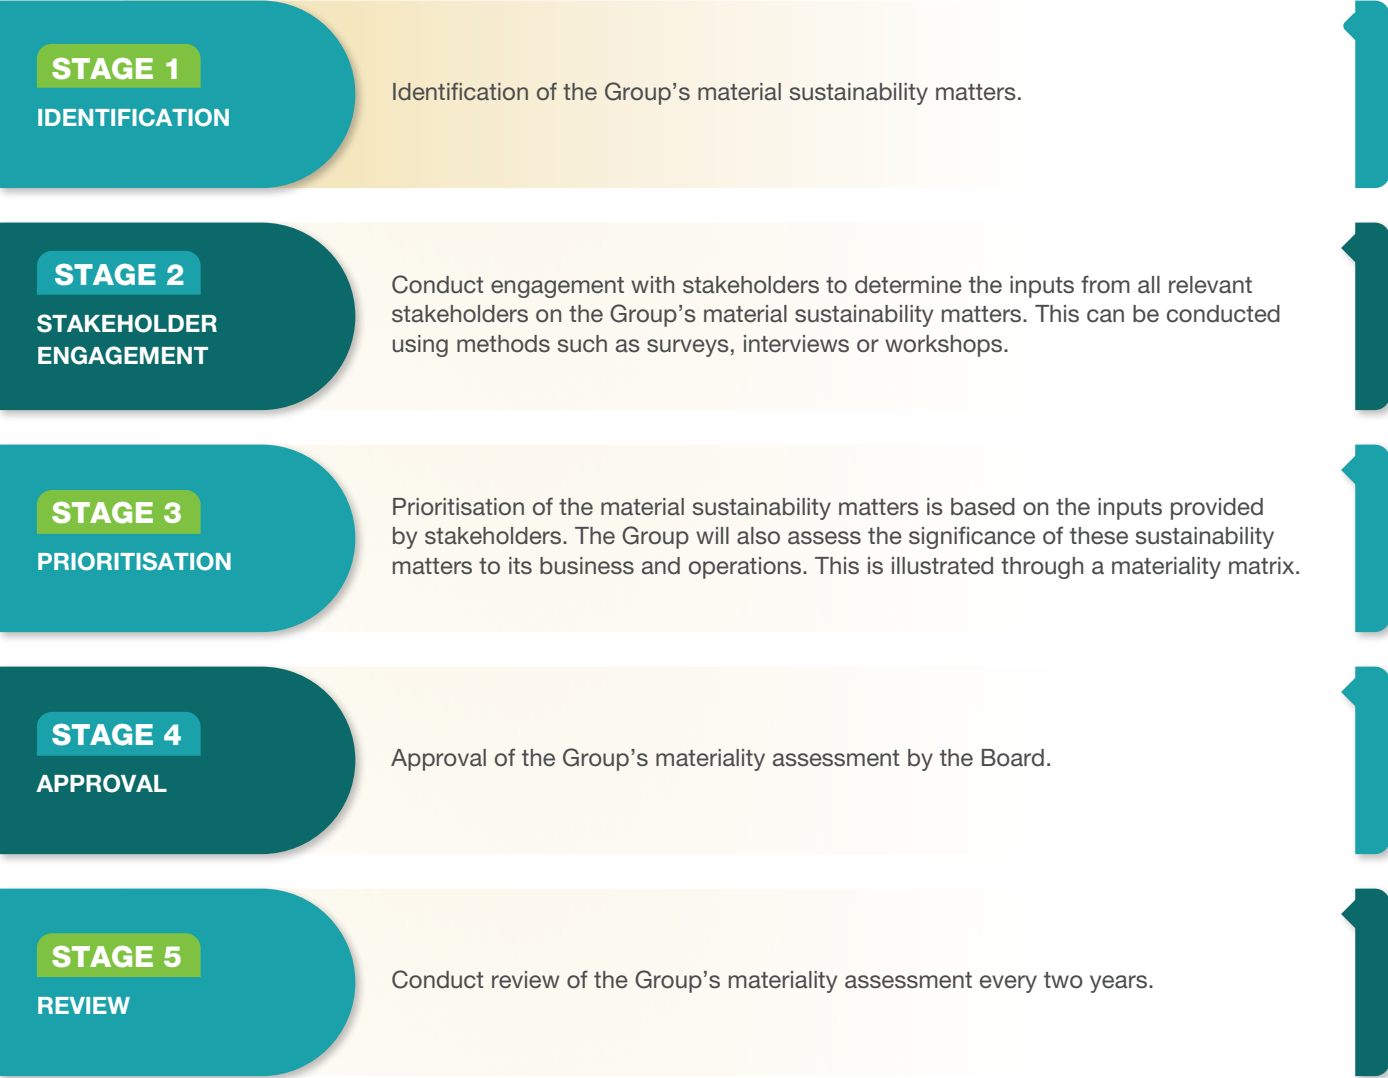 STAGE 1
IDENTIFICATION
Identification of the Group’s material sustainability matters.
STAGE 2
STAKEHOLDER
ENGAGEMENT
Conduct engagement with stakeholders to determine the inputs from all relevant
stakeholders on the Group’s material sustainability matters. This can be conducted
using methods such as surveys, interviews or workshops.
STAGE 3
PRIORITISATION
Prioritisation of the material sustainability matters is based on the inputs provided
by stakeholders. The Group will also assess the significance of these sustainability
matters to its business and operations. This is illustrated through a materiality matrix.
STAGE 4
APPROVAL
Approval of the Group’s materiality assessment by the Board.
STAGE 5
REVIEW
Conduct review of the Group’s materiality assessment every two years.